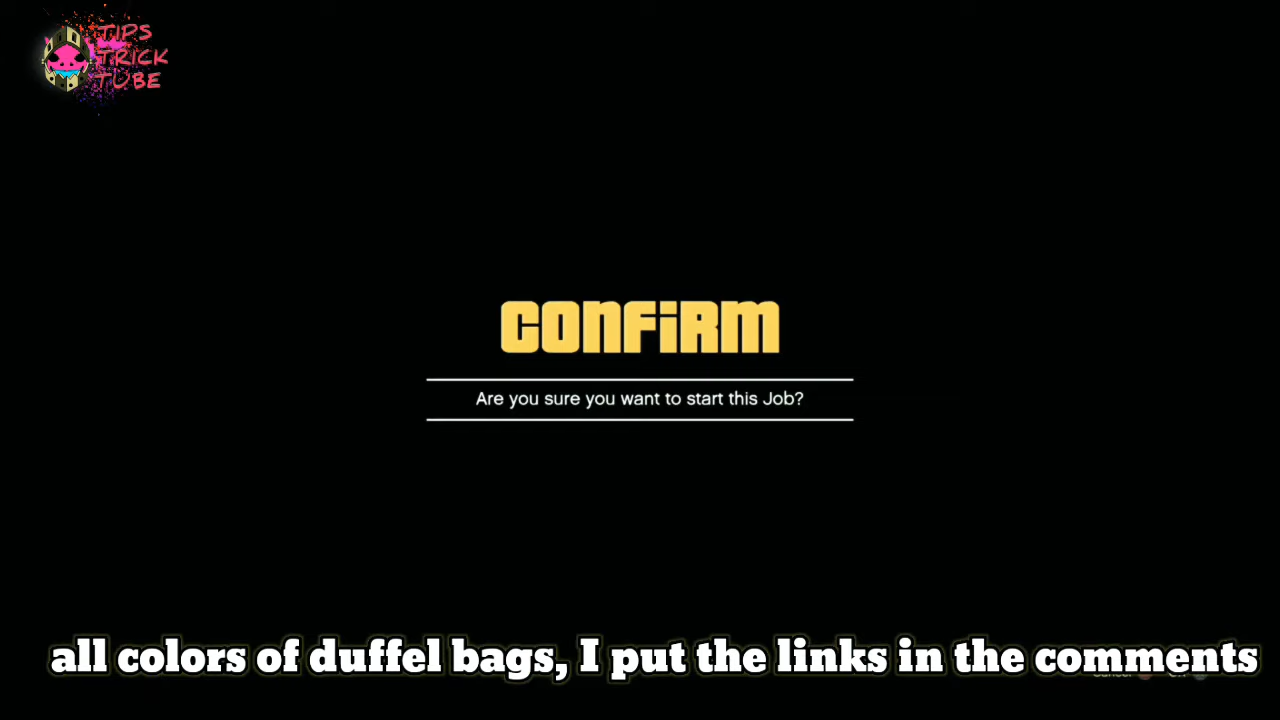 TIPS
TRICK
TUBE
CONFIRM
Are you sure you want to start this Job?
all colors of duffel bags, I put the links in the comments